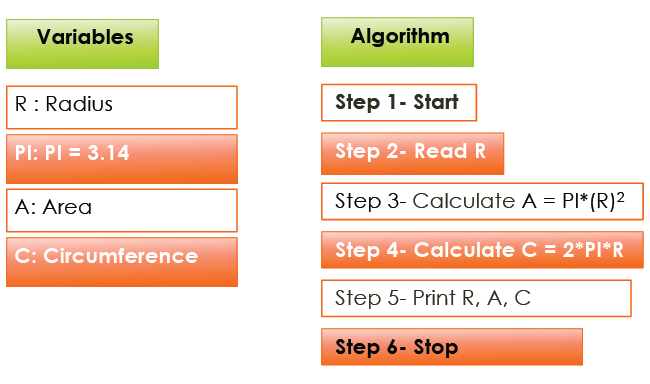 Variables
R : Radius
PI: PI = 3.14
A: Area
C: Circumference
Algorithm
Step 1- Start
Step 2- Read R
Step 3- Calculate A = PI*(R)²
Step 4- Calculate C = 2*PI*R
Step 5- Print R, A, C
Step 6- Stop